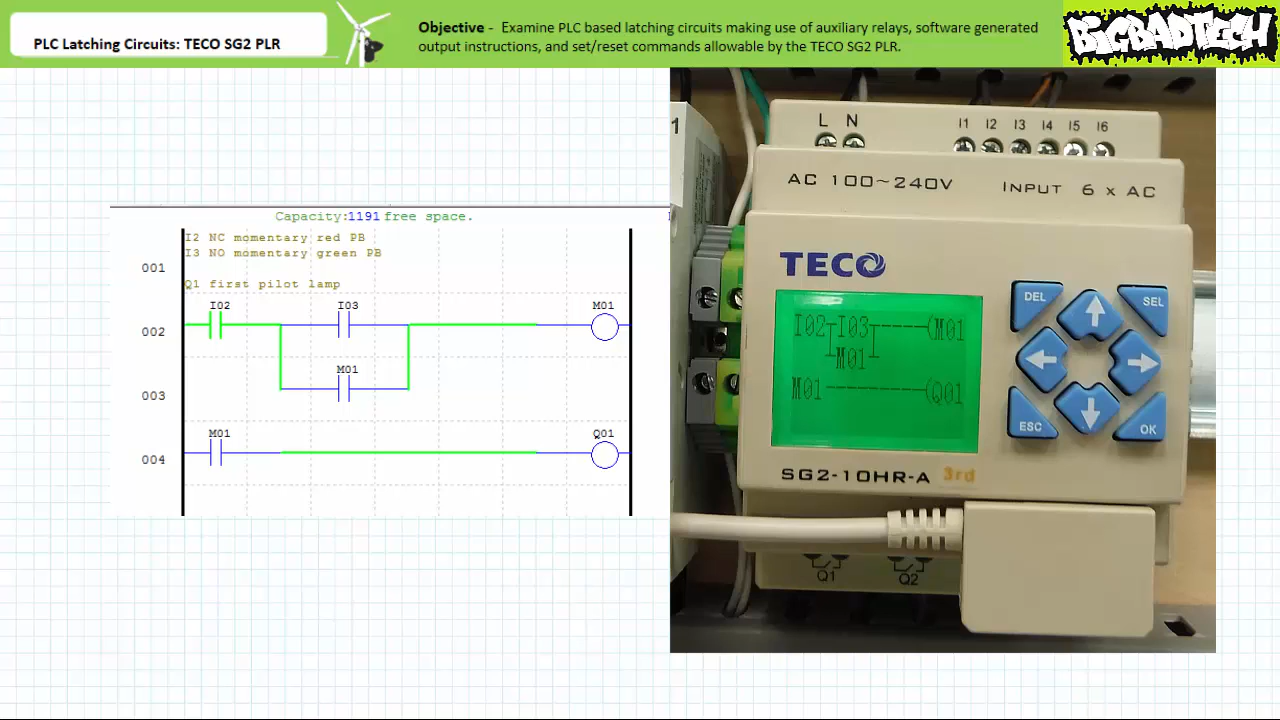 PLC Latching Circuits: TECO SG2 PLR
Objective - Examine PLC based latching circuits making use of auxiliary relays, software generated
output instructions, and set/reset commands allowable by the TECO SG2 PLR.
BIGBADTECH
Capacity:1191 free space.
I2 NC momentary red PB
I3 NO momentary green PB
001
Q1 first pilot lamp
I02 I03 M01
002
M01
003
M01 Q01
004
1
L N I1 I2 I3 I4 I5 I6
AC 100~240V INPUT 6 x AC
TECO
DEL SEL
I02 I03 (M01
M01
M01 (Q01
ESC OK
SG2-10HR-A 3rd
Q1 Q2